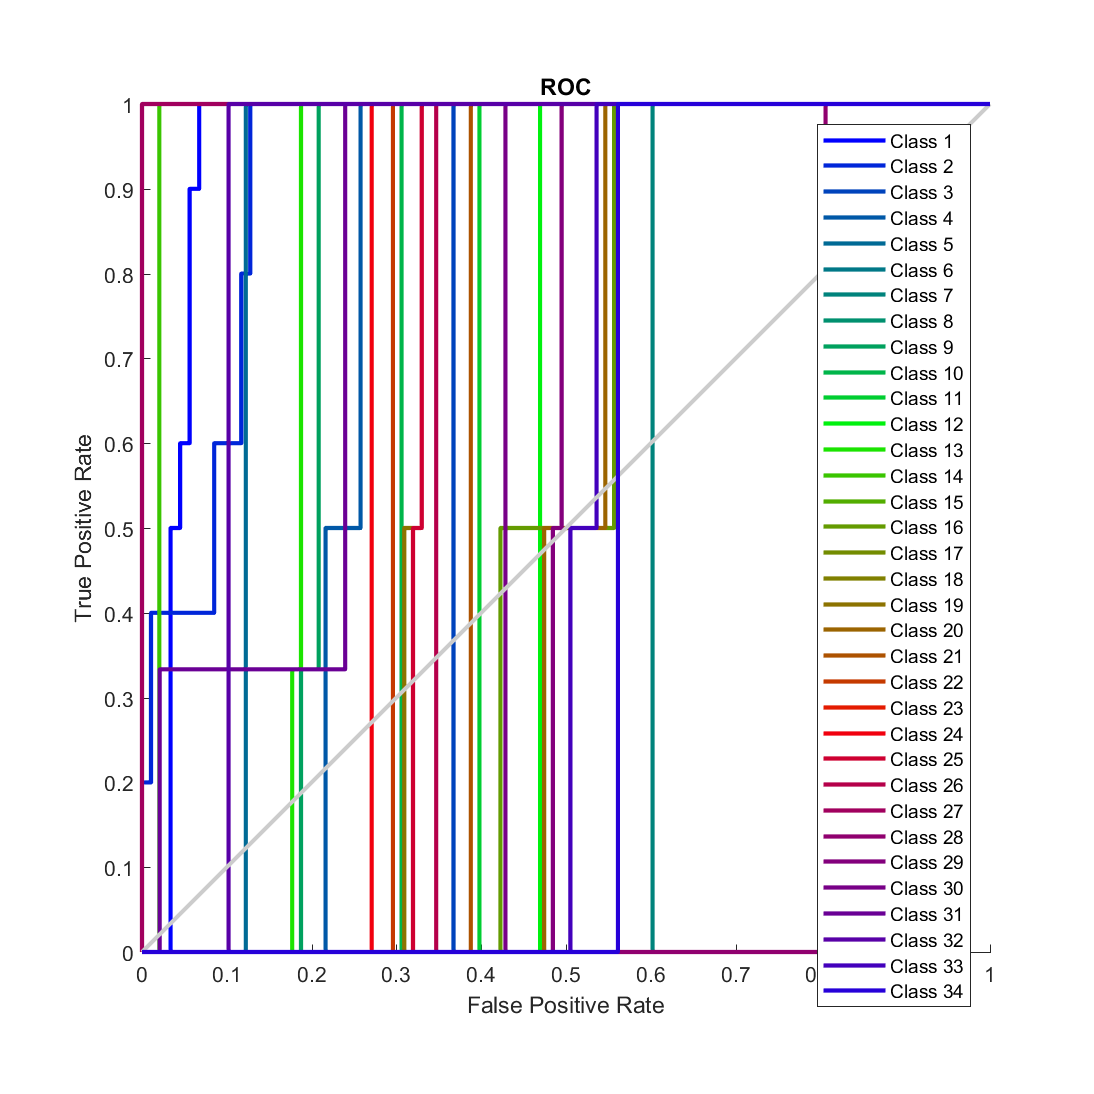 ROC
True Positive Rate
1
0.9
0.8
0.7
0.6
0.5
0.4
0.3
0.2
0.1
0
0 0.1 0.2 0.3 0.4 0.5 0.6 0.7 1
False Positive Rate
Class 1
Class 2
Class 3
Class 4
Class 5
Class 6
Class 7
Class 8
Class 9
Class 10
Class 11
Class 12
Class 13
Class 14
Class 15
Class 16
Class 17
Class 18
Class 19
Class 20
Class 21
Class 22
Class 23
Class 24
Class 25
Class 26
Class 27
Class 28
Class 29
Class 30
Class 31
Class 32
Class 33
Class 34